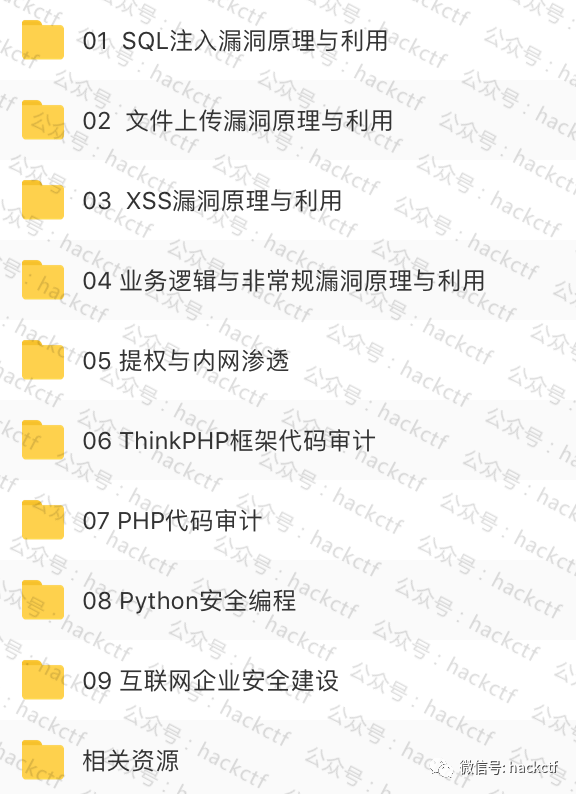 01 SQL注入漏洞原理与利用
02 文件上传漏洞原理与利用
03 XSS漏洞原理与利用
04 业务逻辑与非常规漏洞原理与利用
05 提权与内网渗透
06 ThinkPHP框架代码审计
07 PHP代码审计
08 Python安全编程
09 互联网企业安全建设
相关资源
微信号: hackctf
公众号：hackctf